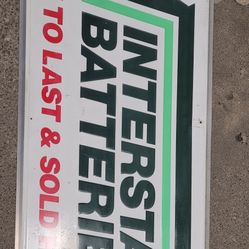 INTERSTA
BATTERIE
TO LAST & SOLD